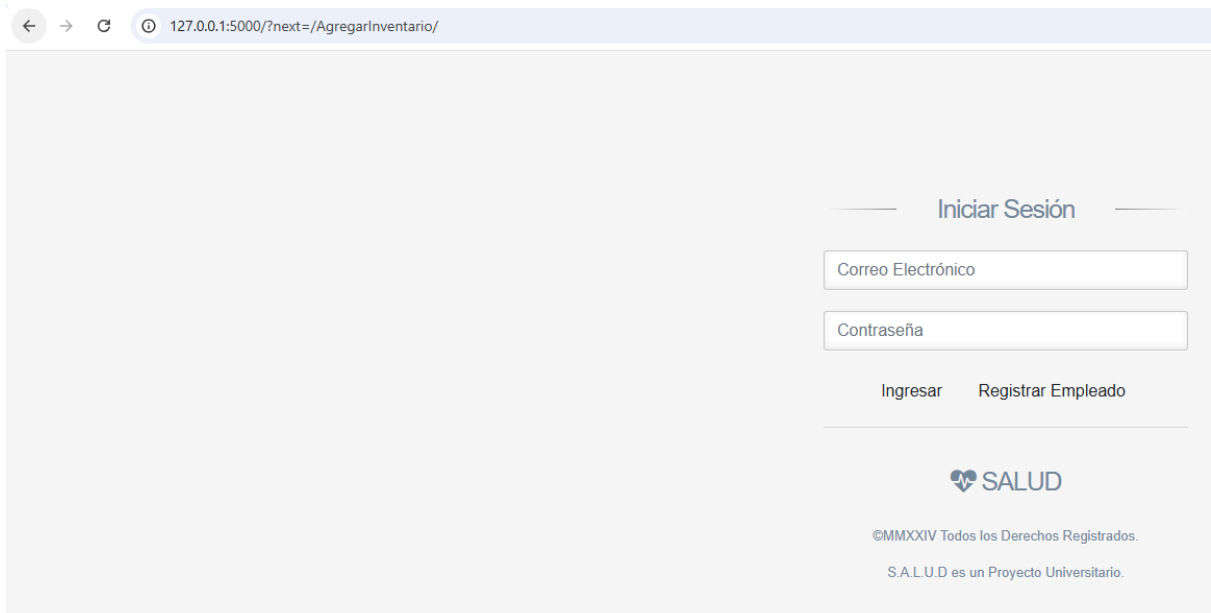 127.0.0.1:5000/?next=/AgregarInventario/
Iniciar Sesión
Correo Electrónico
Contraseña
Ingresar Registrar Empleado
SALUD
©MMXXIV Todos los Derechos Registrados.
S.A.L.U.D es un Proyecto Universitario.